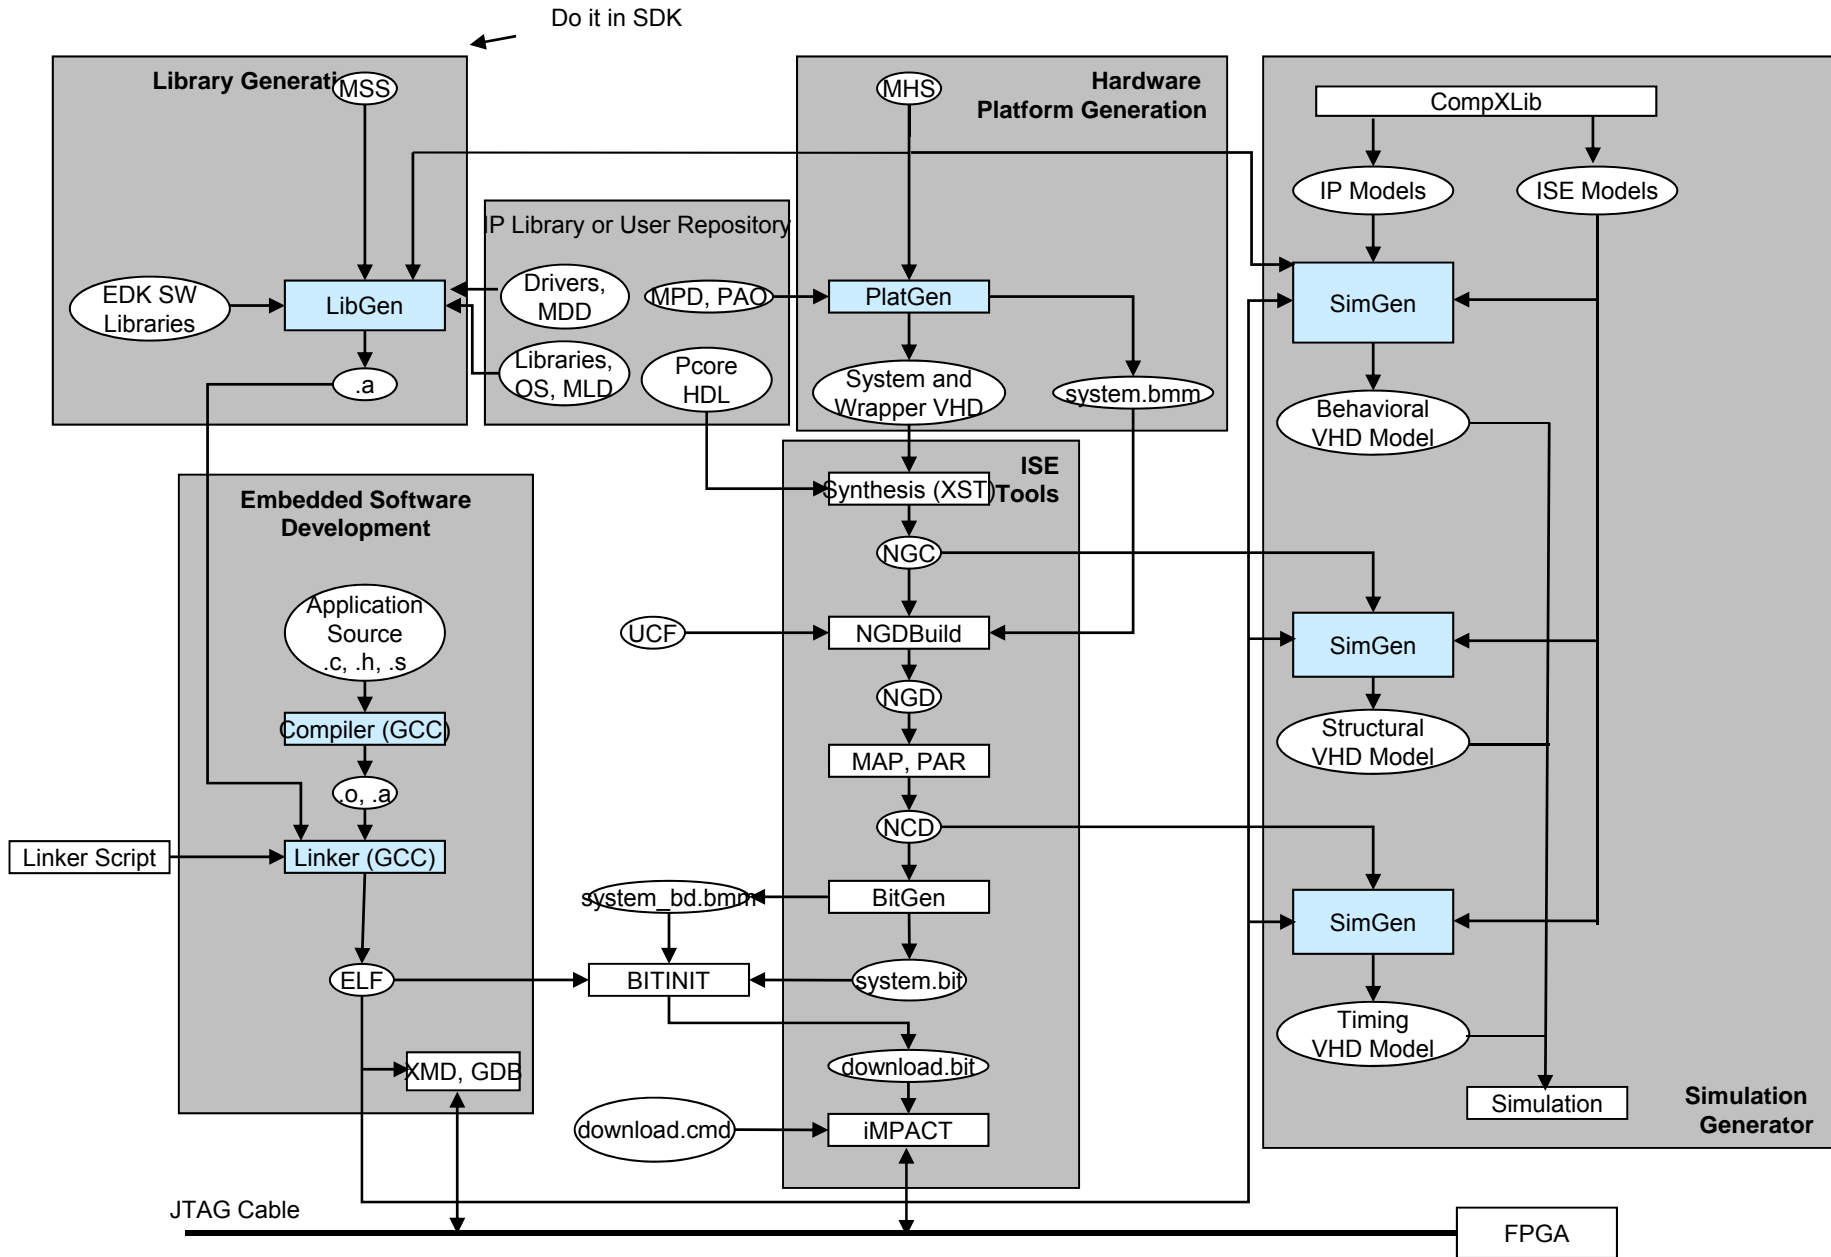 Do it in SDK
Library Generati
MSS
EDK SW
Libraries
LibGen
.a
IP Library or User Repository
Drivers,
MDD
MPD, PAO
Libraries,
OS, MLD
Pcore
HDL
MHS
Hardware
Platform Generation
PlatGen
System and
Wrapper VHD
system.bmm
CompXLib
IP Models
ISE Models
SimGen
Behavioral
VHD Model
SimGen
Structural
VHD Model
SimGen
Timing
VHD Model
Simulation
Simulation
Generator
Embedded Software
Development
Application
Source
.c, .h, .s
Compiler (GCC)
.o, .a
Linker Script
Linker (GCC)
ELF
XMD, GDB
ISE
Tools
Synthesis (XST)
NGC
UCF
NGDBuild
NGD
MAP, PAR
NCD
system_bd.bmm
BitGen
BITINIT
system.bit
download.bit
download.cmd
iMPACT
JTAG Cable
FPGA